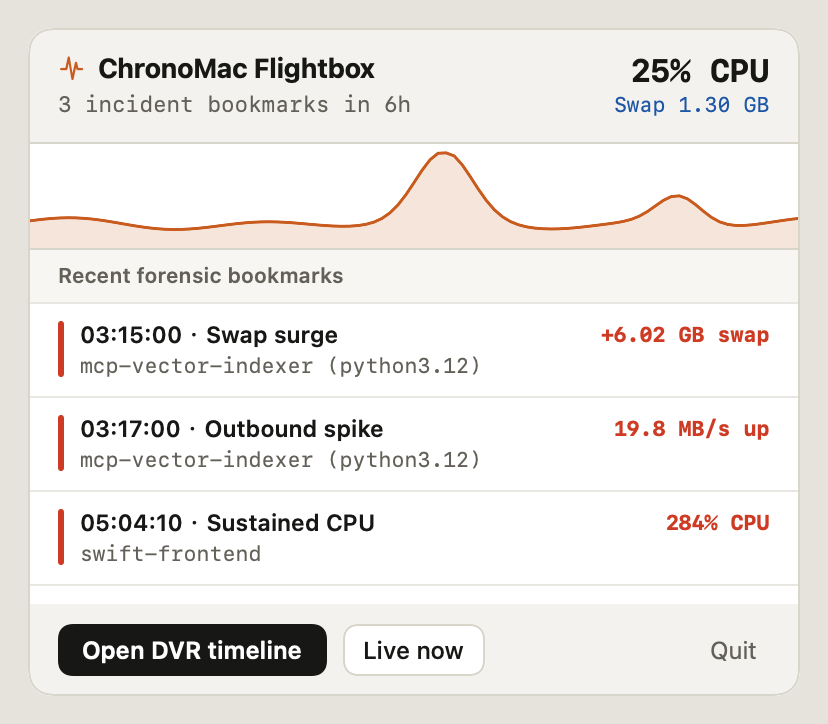 ChronoMac Flightbox
25% CPU
3 incident bookmarks in 6h
Swap 1.30 GB
Recent forensic bookmarks
03:15:00 · Swap surge
+6.02 GB swap
mcp-vector-indexer (python3.12)
03:17:00 · Outbound spike
19.8 MB/s up
mcp-vector-indexer (python3.12)
05:04:10 · Sustained CPU
284% CPU
swift-frontend
Open DVR timeline
Live now
Quit